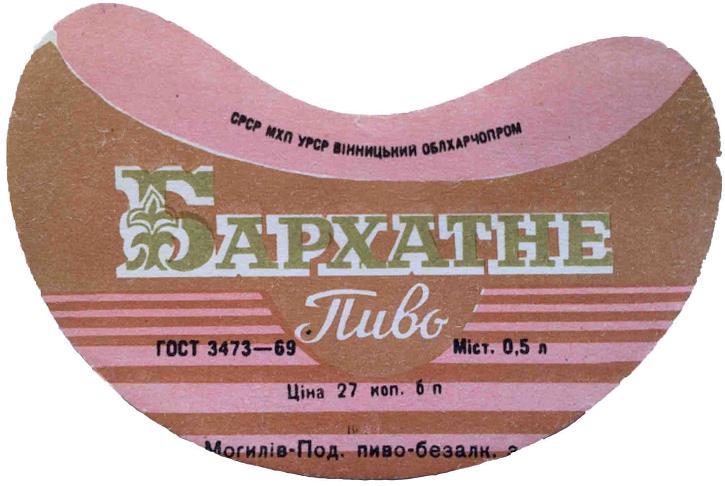 СРСР МХП УРСР ВІННИЦЬКИЙ ОБЛХАРЧОПРОМ
БАРХАТНЕ
Пиво
ГОСТ 3473—69 Міст. 0,5 л
Ціна 27 коп. б п
Могилів-Под. пиво-безалк.